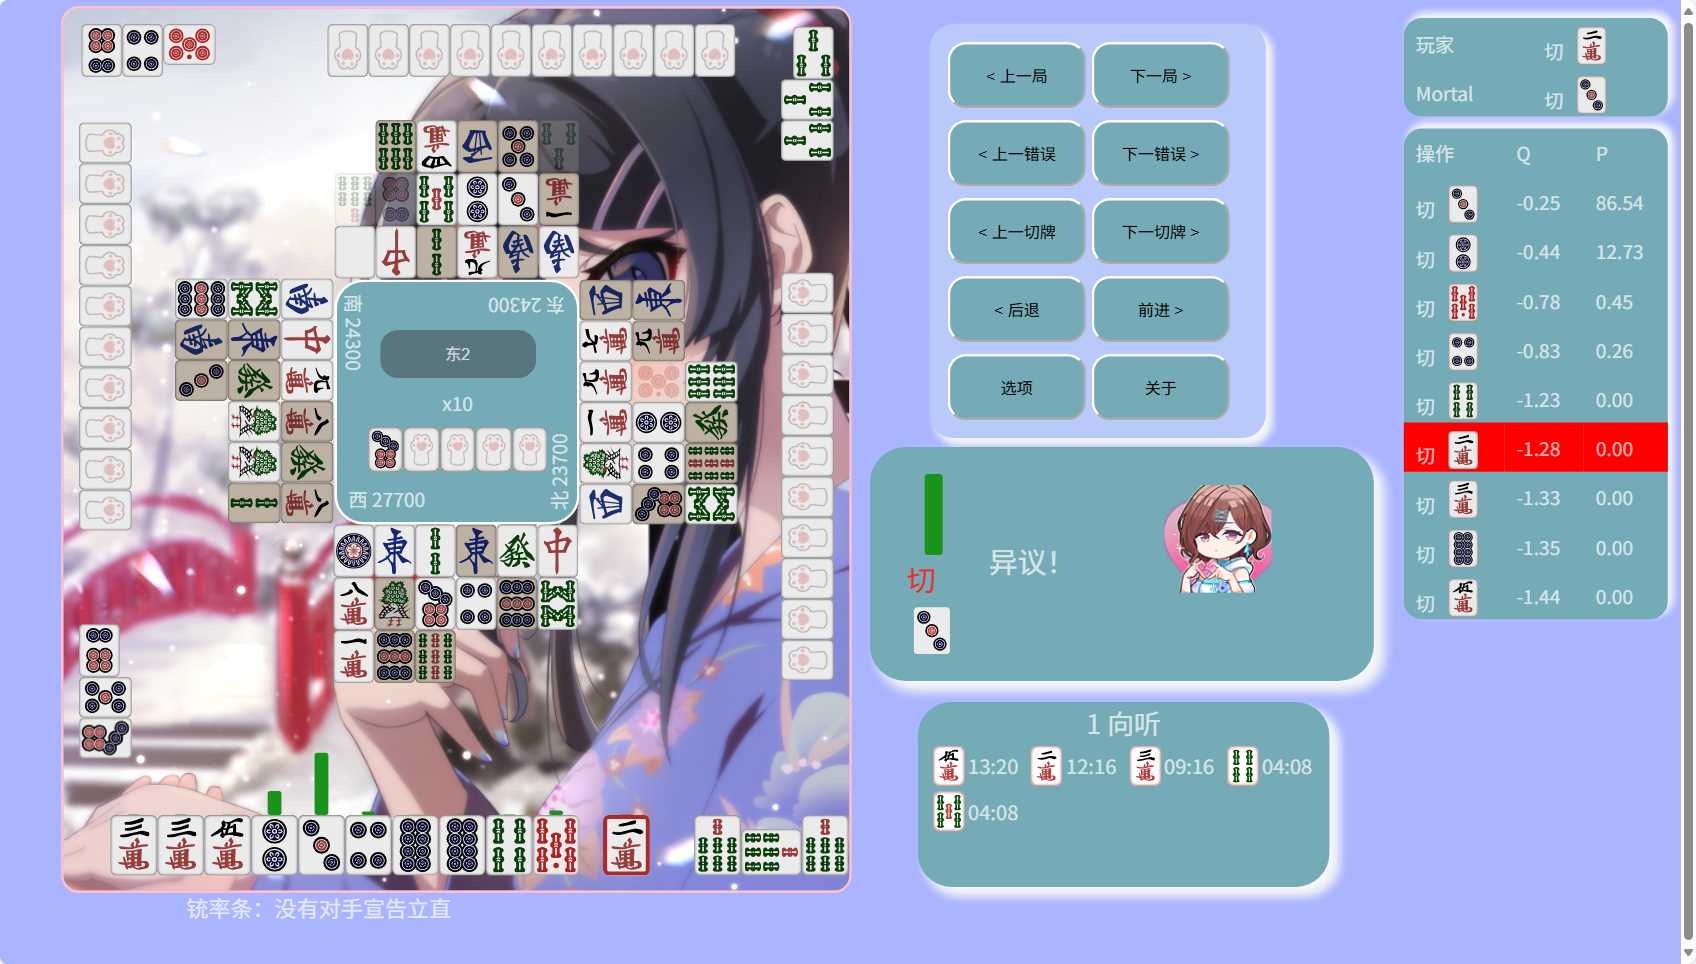 南 24300
东 24300
东2
x10
西 27700
北 23700
铳率条：没有对手宣告立直
< 上一局
下一局 >
< 上一错误
下一错误 >
< 上一切牌
下一切牌 >
< 后退
前进 >
选项
关于
切
异议！
1 向听
13:20
12:16
09:16
04:08
04:08
玩家 切
Mortal 切
操作 Q P
切 -0.25 86.54
切 -0.44 12.73
切 -0.78 0.45
切 -0.83 0.26
切 -1.23 0.00
切 -1.28 0.00
切 -1.33 0.00
切 -1.35 0.00
切 -1.44 0.00